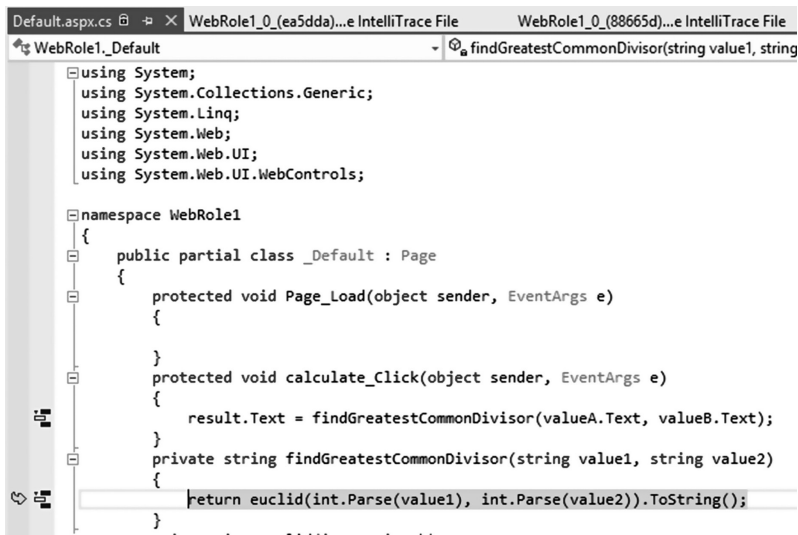 Default.aspx.cs WebRole1_0_(ea5dda)...e IntelliTrace File WebRole1_0_(88665d)...e IntelliTrace File
WebRole1._Default findGreatestCommonDivisor(string value1, string
using System;
using System.Collections.Generic;
using System.Linq;
using System.Web;
using System.Web.UI;
using System.Web.UI.WebControls;
namespace WebRole1
{
public partial class _Default : Page
{
protected void Page_Load(object sender, EventArgs e)
{
}
protected void calculate_Click(object sender, EventArgs e)
{
result.Text = findGreatestCommonDivisor(valueA.Text, valueB.Text);
}
private string findGreatestCommonDivisor(string value1, string value2)
{
return euclid(int.Parse(value1), int.Parse(value2)).ToString();
}